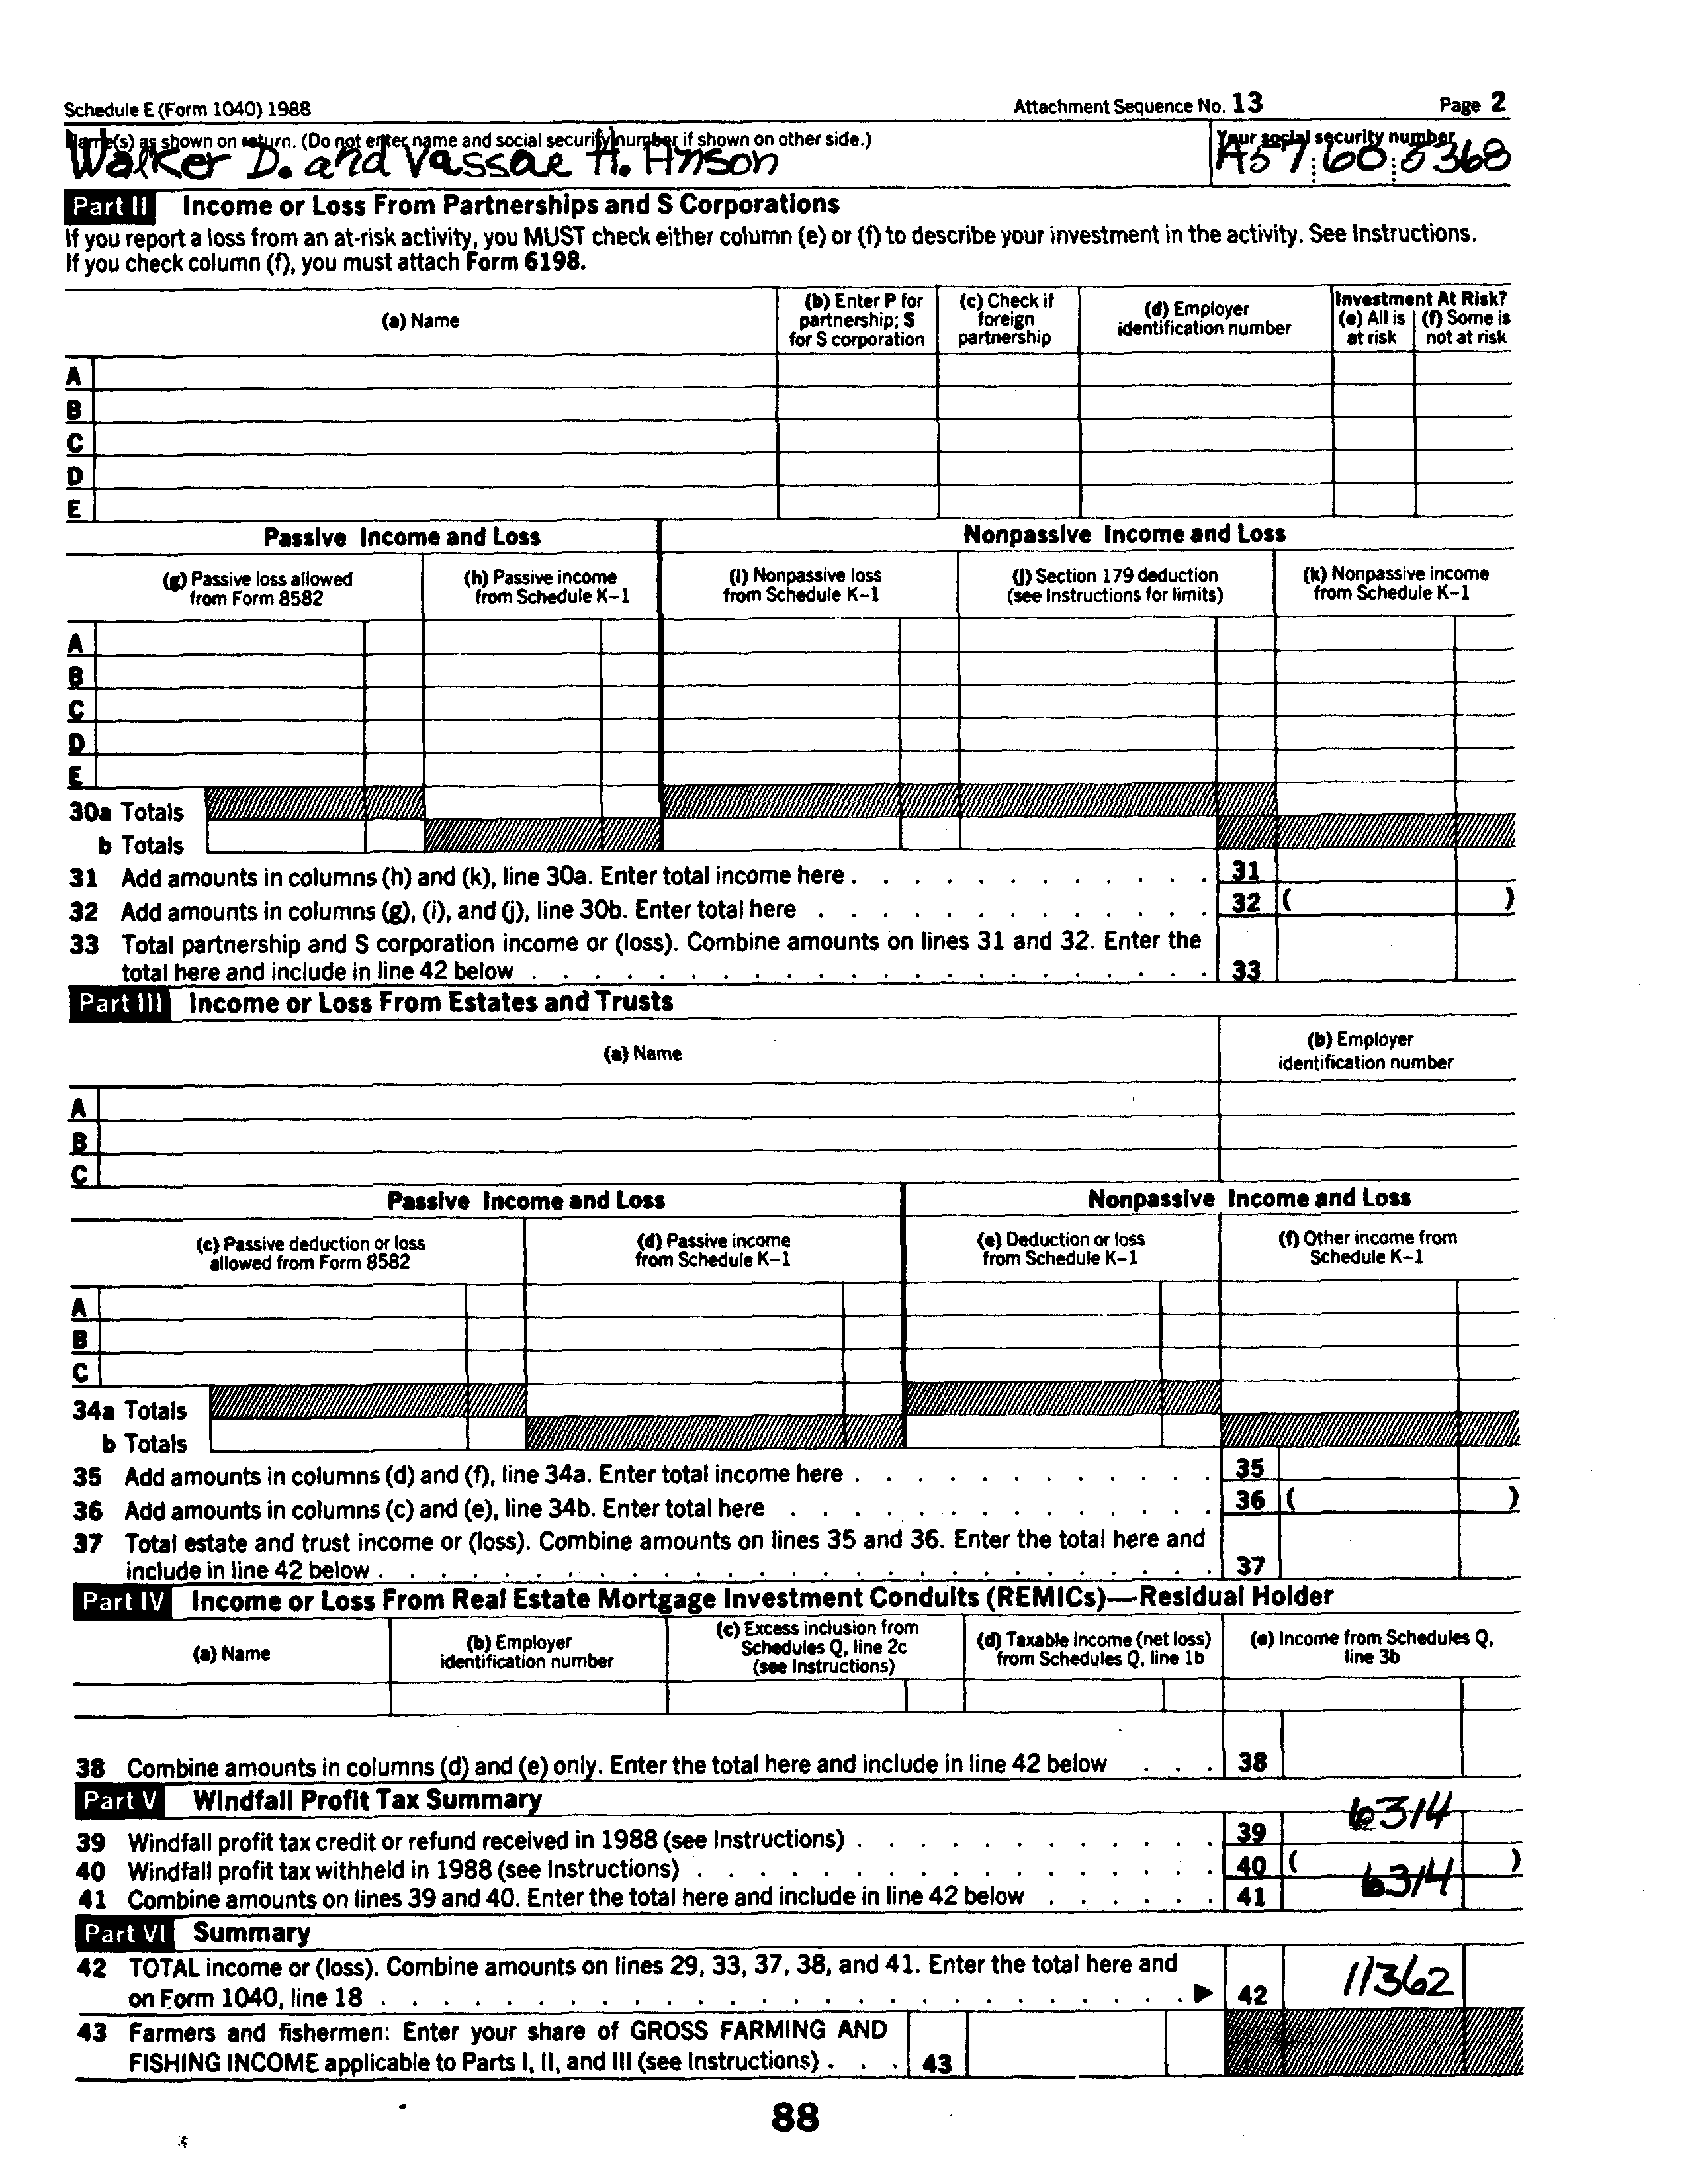 Schedule E (Form 1040) 1988 Attachment Sequence No. 13 Page 2
Name(s) as shown on return. (Do not enter name and social security number if shown on other side.) Your social security number
Walker D. and Vassae H. Hinson A57 60 5368
Part II Income or Loss From Partnerships and S Corporations
If you report a loss from an at-risk activity, you MUST check either column (e) or (f) to describe your investment in the activity. See Instructions.
If you check column (f), you must attach Form 6198.
(a) Name (b) Enter P for partnership; S for S corporation (c) Check if foreign partnership (d) Employer identification number Investment At Risk? (e) All is at risk (f) Some is not at risk
A
B
C
D
E
Passive Income and Loss Nonpassive Income and Loss
(g) Passive loss allowed from Form 8582 (h) Passive income from Schedule K-1 (i) Nonpassive loss from Schedule K-1 (j) Section 179 deduction (see Instructions for limits) (k) Nonpassive income from Schedule K-1
A
B
C
D
E
30a Totals
b Totals
31 Add amounts in columns (h) and (k), line 30a. Enter total income here . 31
32 Add amounts in columns (g), (i), and (j), line 30b. Enter total here . 32 ( )
33 Total partnership and S corporation income or (loss). Combine amounts on lines 31 and 32. Enter the
total here and include in line 42 below . 33
Part III Income or Loss From Estates and Trusts
(a) Name (b) Employer identification number
A
B
C
Passive Income and Loss Nonpassive Income and Loss
(c) Passive deduction or loss allowed from Form 8582 (d) Passive income from Schedule K-1 (e) Deduction or loss from Schedule K-1 (f) Other income from Schedule K-1
A
B
C
34a Totals
b Totals
35 Add amounts in columns (d) and (f), line 34a. Enter total income here . 35
36 Add amounts in columns (c) and (e), line 34b. Enter total here . 36 ( )
37 Total estate and trust income or (loss). Combine amounts on lines 35 and 36. Enter the total here and
include in line 42 below . 37
Part IV Income or Loss From Real Estate Mortgage Investment Conduits (REMICs)—Residual Holder
(a) Name (b) Employer identification number (c) Excess inclusion from Schedules Q, line 2c (see Instructions) (d) Taxable income (net loss) from Schedules Q, line 1b (e) Income from Schedules Q, line 3b
38 Combine amounts in columns (d) and (e) only. Enter the total here and include in line 42 below . 38
Part V Windfall Profit Tax Summary
39 Windfall profit tax credit or refund received in 1988 (see Instructions) . 39 6314
40 Windfall profit tax withheld in 1988 (see Instructions) . 40 ( )
41 Combine amounts on lines 39 and 40. Enter the total here and include in line 42 below . 41 6314
Part VI Summary
42 TOTAL income or (loss). Combine amounts on lines 29, 33, 37, 38, and 41. Enter the total here and
on Form 1040, line 18 . 42 11362
43 Farmers and fishermen: Enter your share of GROSS FARMING AND
FISHING INCOME applicable to Parts I, II, and III (see Instructions) . 43
88